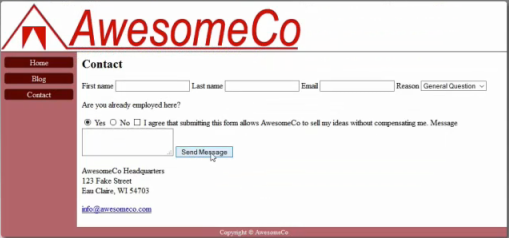 AwesomeCo
Home
Blog
Contact
Contact
First name Last name Email Reason General Question
Are you already employed here?
Yes No I agree that submitting this form allows AwesomeCo to sell my ideas without compensating me. Message
Send Message
AwesomeCo Headquarters
123 Fake Street
Eau Claire, WI 54703
info@awesomeco.com
Copyright © AwesomeCo